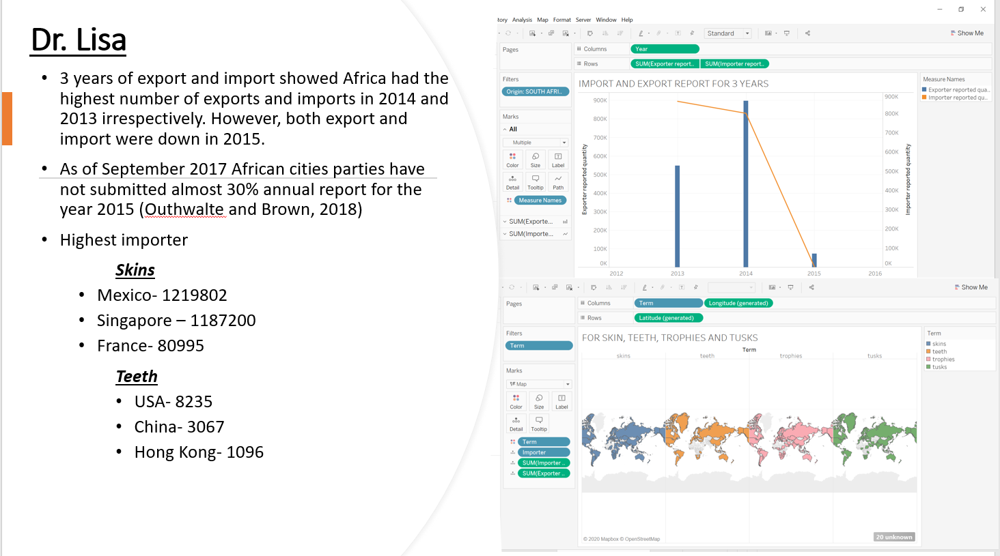 Dr. Lisa
• 3 years of export and import showed Africa had the
highest number of exports and imports in 2014 and
2013 irrespectively. However, both export and
import were down in 2015.
• As of September 2017 African cities parties have
not submitted almost 30% annual report for the
year 2015 (Outhwalte and Brown, 2018)
• Highest importer
Skins
• Mexico- 1219802
• Singapore – 1187200
• France- 80995
Teeth
• USA- 8235
• China- 3067
• Hong Kong- 1096
tory Analysis Map Format Server Window Help
Standard
Show Me
Pages
Columns Year
Rows SUM(Exporter report.. SUM(Importer report..
Filters
Origin: SOUTH AFRI..
Marks
All
Multiple
Color Size Label
Detail Tooltip Path
Measure Names
SUM(Exporte...
SUM(Importe...
IMPORT AND EXPORT REPORT FOR 3 YEARS
Exporter reported quantity
900K
800K
700K
600K
500K
400K
300K
200K
100K
0K
2012 2013 2014 2015 2016
900K
800K
700K
600K
500K
400K
300K
200K
100K
0K
Importer reported quantity
Measure Names
Exporter reported qua..
Importer reported qu..
Show Me
Pages
Columns Term Longitude (generated)
Rows Latitude (generated)
Filters
Term
Marks
Map
Color Size Label
Detail Tooltip
Term
Importer
SUM(Importer ..
SUM(Exporter ..
FOR SKIN, TEETH, TROPHIES AND TUSKS
Term
skins teeth trophies tusks
© 2020 Mapbox © OpenStreetMap
20 unknown
Term
skins
teeth
trophies
tusks